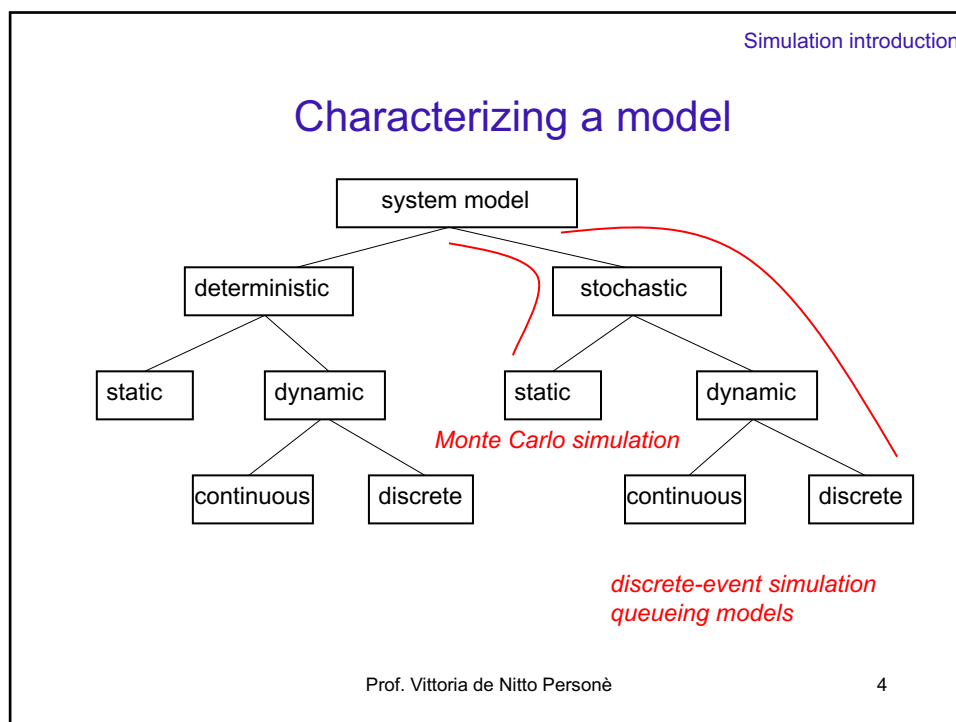 Simulation introduction
Characterizing a model
system model
deterministic
stochastic
static
dynamic
static
dynamic
Monte Carlo simulation
continuous
discrete
continuous
discrete
discrete-event simulation
queueing models
Prof. Vittoria de Nitto Personè
4